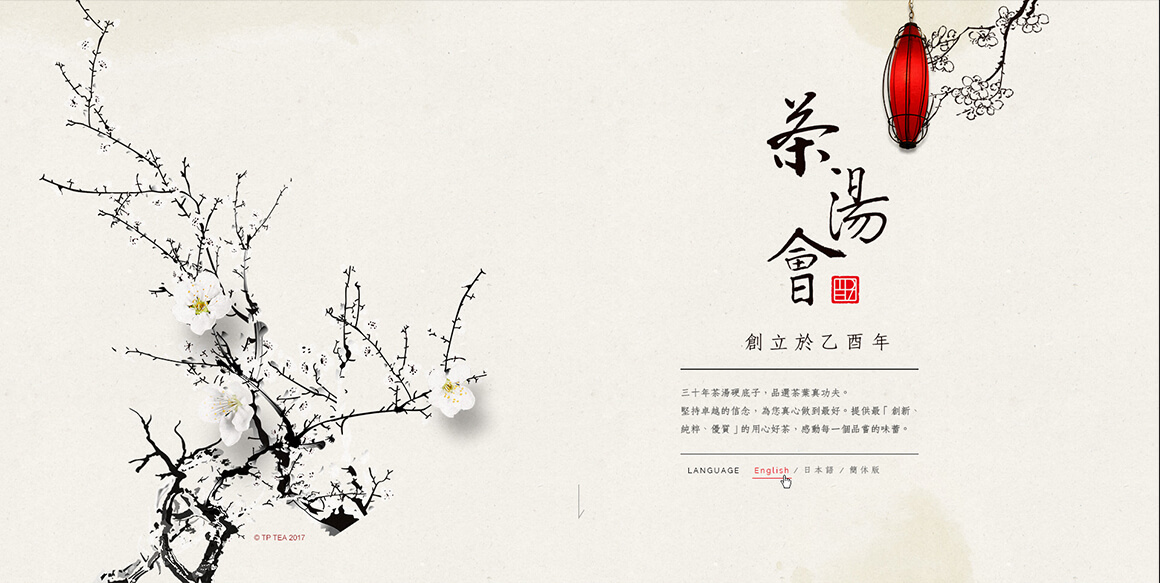 茶湯會
創立於乙酉年
三十年茶湯硬底子，品選茶葉真功夫。
堅持卓越的信念，為您真心做到最好。提供最「創新、
純粹、優質」的用心好茶，感動每一個品嘗的味蕾。
LANGUAGE English / 日本語 / 簡体版
© TP TEA 2017